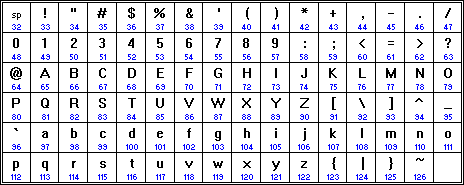 sp ! " # $ % & ' ( ) * + , - . /
32 33 34 35 36 37 38 39 40 41 42 43 44 45 46 47
0 1 2 3 4 5 6 7 8 9 : ; < = > ?
48 49 50 51 52 53 54 55 56 57 58 59 60 61 62 63
@ A B C D E F G H I J K L M N O
64 65 66 67 68 69 70 71 72 73 74 75 76 77 78 79
P Q R S T U V W X Y Z [ \ ] ^ _
80 81 82 83 84 85 86 87 88 89 90 91 92 93 94 95
` a b c d e f g h i j k l m n o
96 97 98 99 100 101 102 103 104 105 106 107 108 109 110 111
p q r s t u v w x y z { | } ~
112 113 114 115 116 117 118 119 120 121 122 123 124 125 126